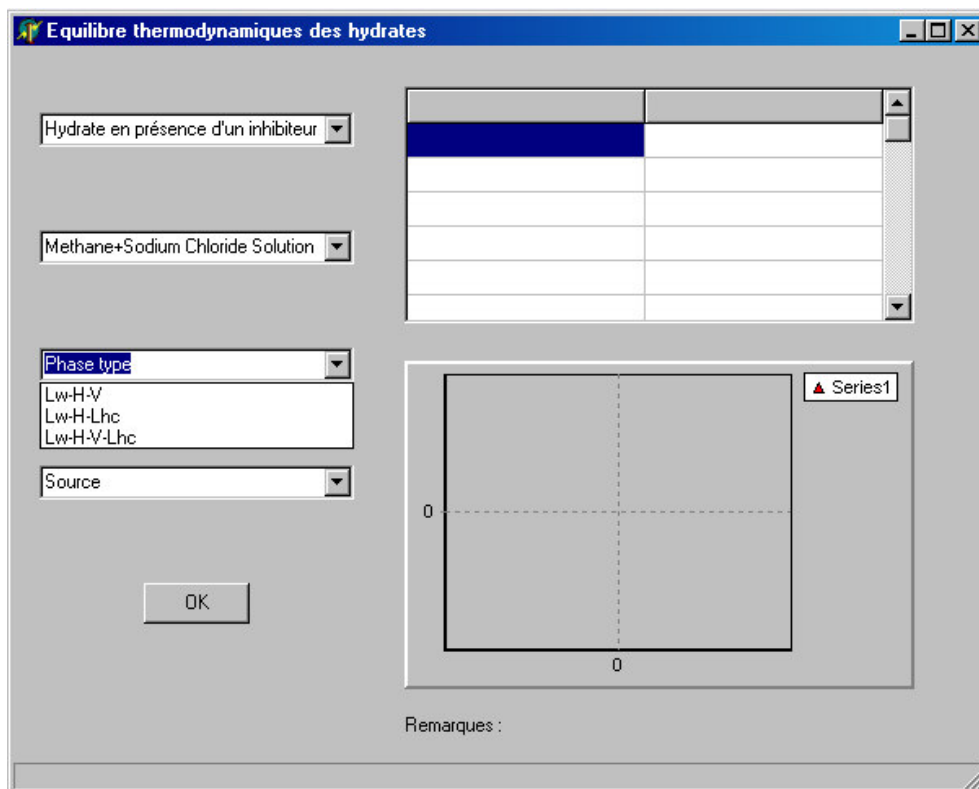 Equilibre thermodynamiques des hydrates
Hydrate en présence d'un inhibiteur
Methane+Sodium Chloride Solution
Phase type
Lw-H-V
Lw-H-Lhc
Lw-H-V-Lhc
Source
OK
Series1
0
0
Remarques :